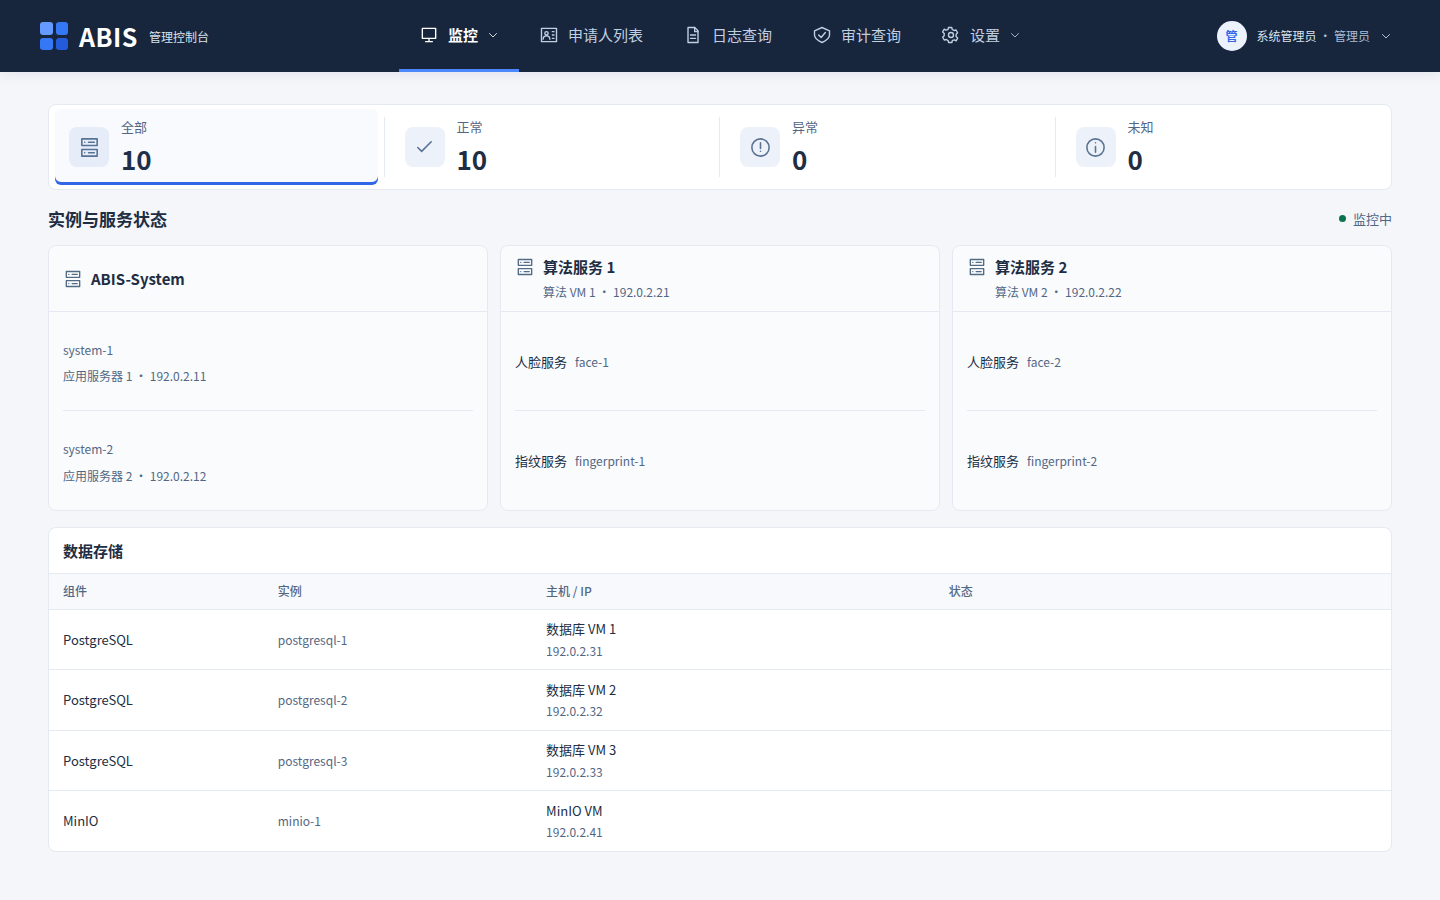 ABIS 管理控制台
监控
申请人列表
日志查询
审计查询
设置
管 系统管理员 · 管理员
全部
10
正常
10
异常
0
未知
0
实例与服务状态
监控中
ABIS-System
system-1
应用服务器 1 · 192.0.2.11
system-2
应用服务器 2 · 192.0.2.12
算法服务 1
算法 VM 1 · 192.0.2.21
人脸服务 face-1
指纹服务 fingerprint-1
算法服务 2
算法 VM 2 · 192.0.2.22
人脸服务 face-2
指纹服务 fingerprint-2
数据存储
组件 实例 主机 / IP 状态
PostgreSQL postgresql-1 数据库 VM 1
192.0.2.31
PostgreSQL postgresql-2 数据库 VM 2
192.0.2.32
PostgreSQL postgresql-3 数据库 VM 3
192.0.2.33
MinIO minio-1 MinIO VM
192.0.2.41